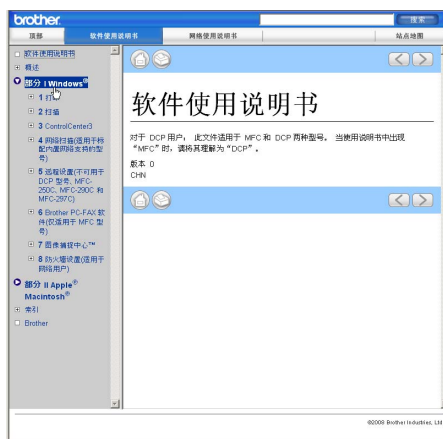 brother.
搜索
顶部
软件使用说明书
网络使用说明书
站点地图
软件使用说明书
概述
部分 I Windows®
1 打印
2 扫描
3 ControlCenter3
4 网络扫描(适用于标
配内置网络支持的型
号)
5 远程设置(不可用于
DCP 型号、MFC-
250C、MFC-290C 和
MFC-297C)
6 Brother PC-FAX 软
件(仅适用于 MFC 型
号)
7 图像捕捉中心™
8 防火墙设置(适用于
网络用户)
部分 II Apple®
Macintosh®
索引
Brother
软件使用说明书
对于 DCP 用户, 此文件适用于 MFC 和 DCP 两种型号。 当使用说明书中出现
“MFC”时,请将其理解为“DCP”。
版本 0
CHN
©2008 Brother Industries, Ltd